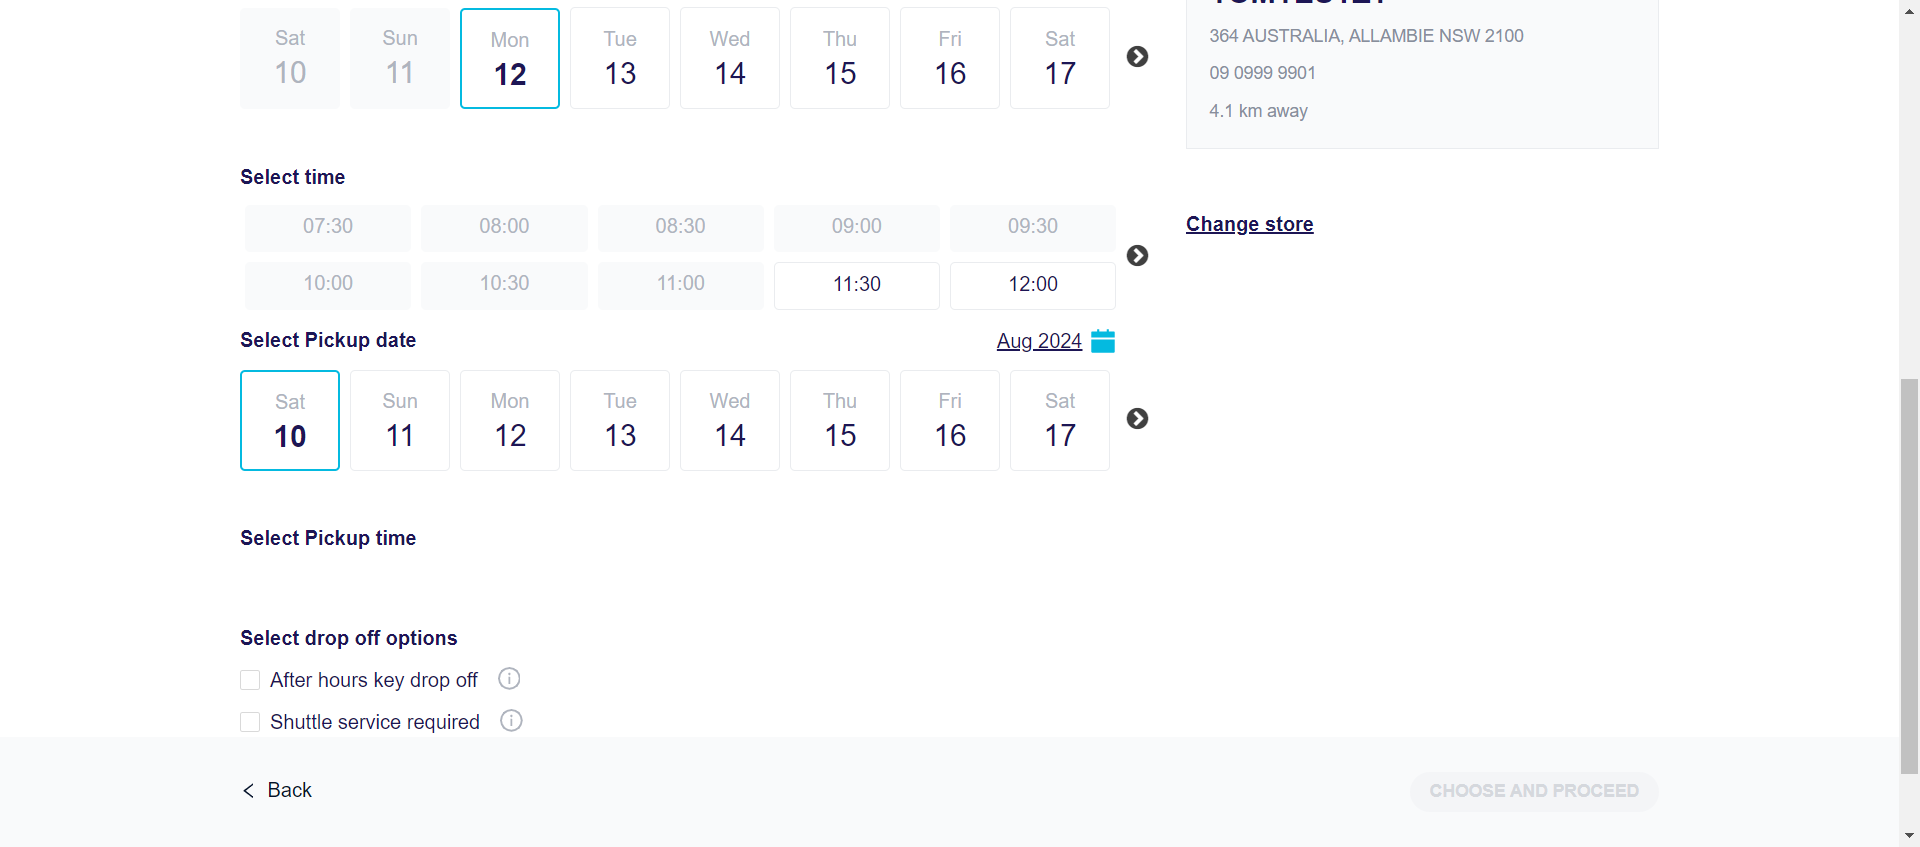 Sat Sun Mon Tue Wed Thu Fri Sat
10 11 12 13 14 15 16 17
364 AUSTRALIA, ALLAMBIE NSW 2100
09 0999 9901
4.1 km away
Select time
07:30 08:00 08:30 09:00 09:30
10:00 10:30 11:00 11:30 12:00
Change store
Select Pickup date
Aug 2024
Sat Sun Mon Tue Wed Thu Fri Sat
10 11 12 13 14 15 16 17
Select Pickup time
Select drop off options
After hours key drop off
Shuttle service required
Back
CHOOSE AND PROCEED